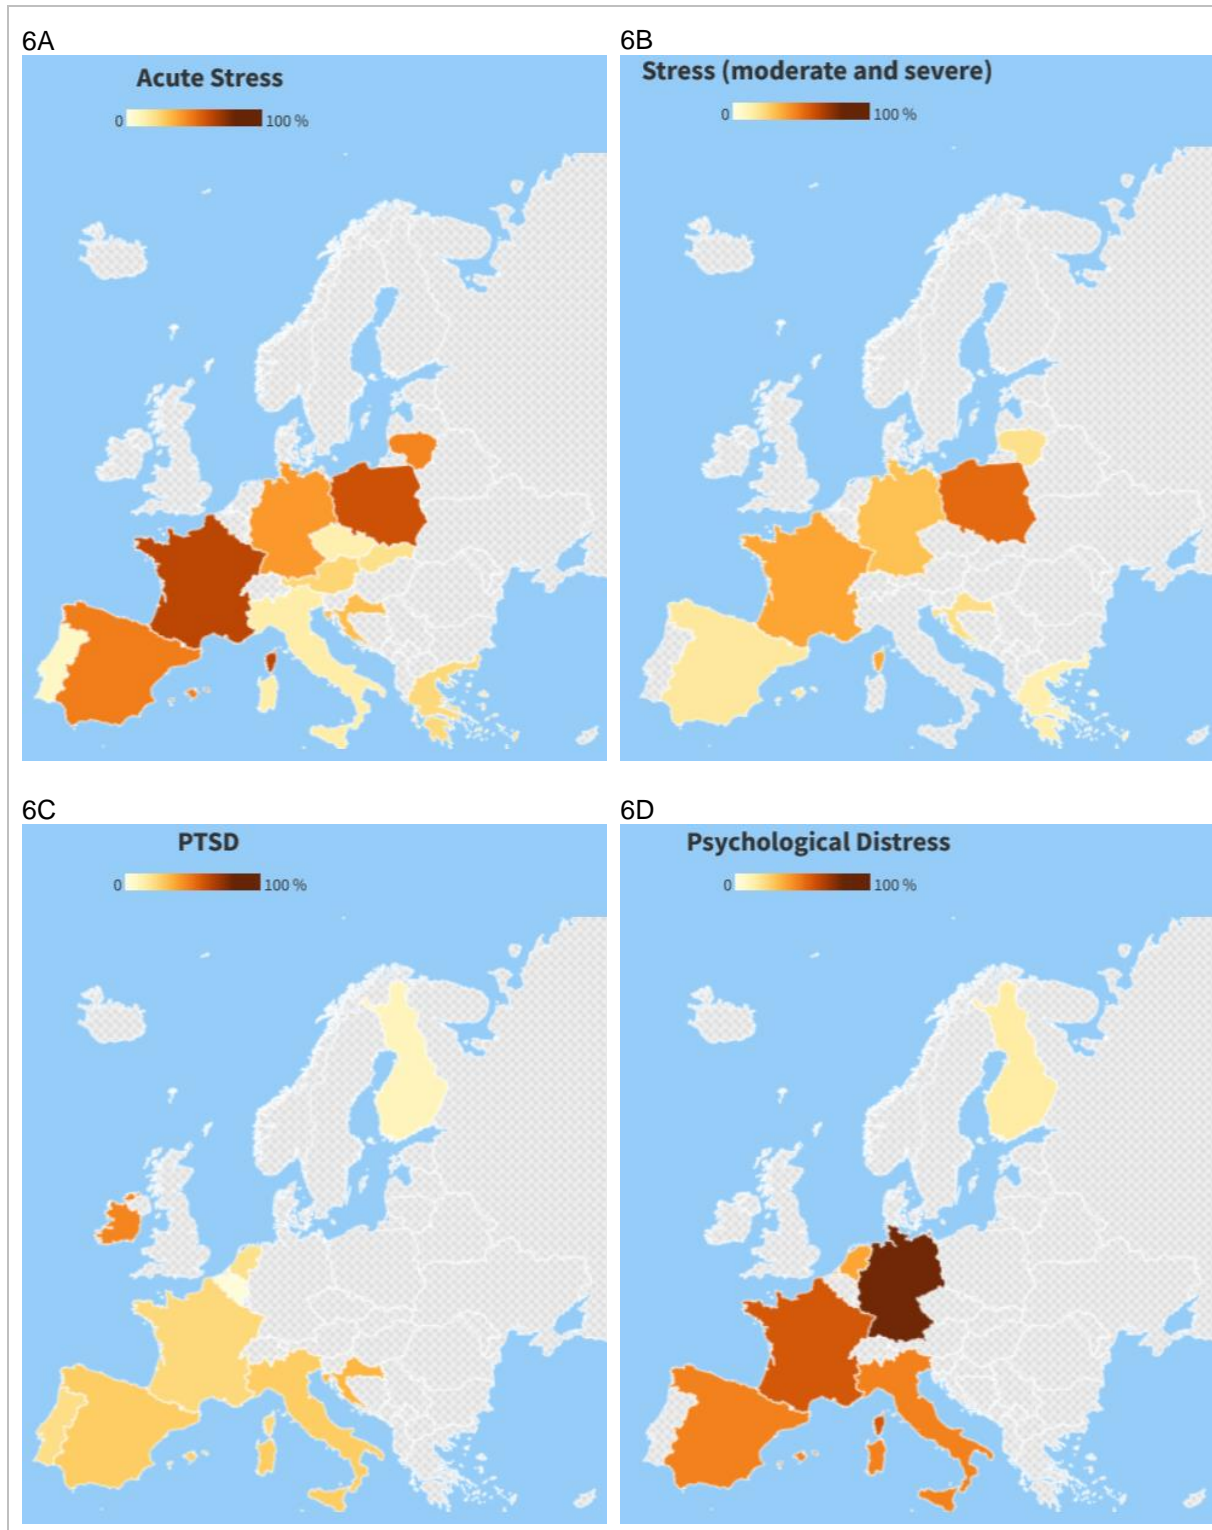 6A
Acute Stress
0 100 %
6B
Stress (moderate and severe)
0 100 %
6C
PTSD
0 100 %
6D
Psychological Distress
0 100 %